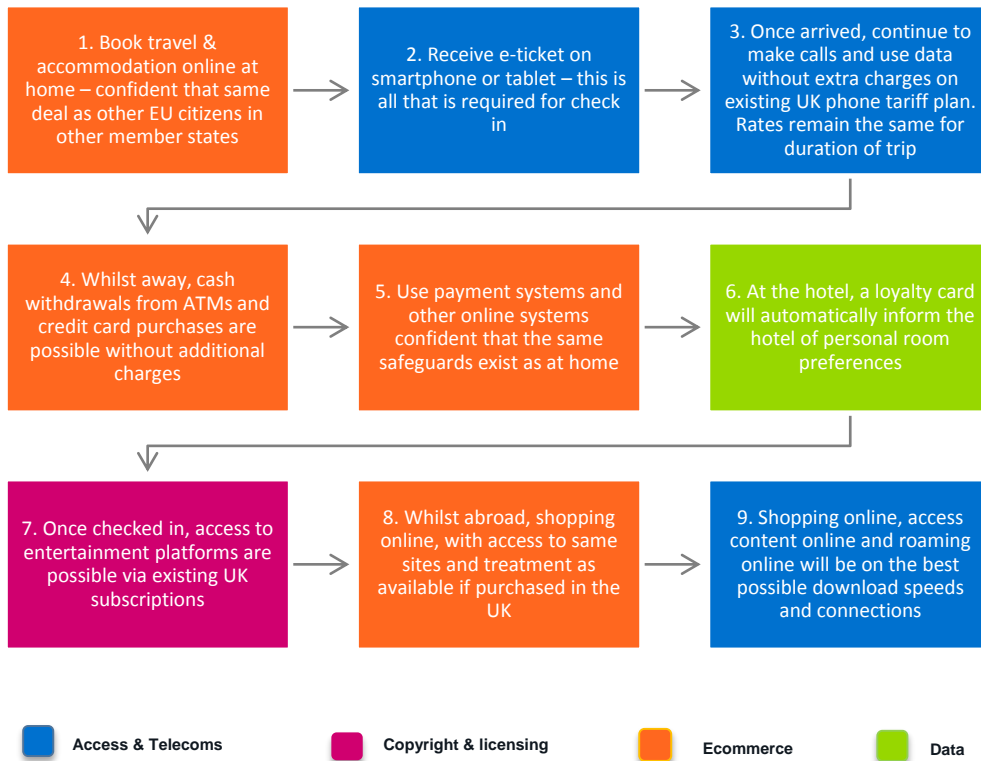 1. Book travel &
accommodation online at
home – confident that same
deal as other EU citizens in
other member states
2. Receive e-ticket on
smartphone or tablet – this is
all that is required for check
in
3. Once arrived, continue to
make calls and use data
without extra charges on
existing UK phone tariff plan.
Rates remain the same for
duration of trip
4. Whilst away, cash
withdrawals from ATMs and
credit card purchases are
possible without additional
charges
5. Use payment systems and
other online systems
confident that the same
safeguards exist as at home
6. At the hotel, a loyalty card
will automatically inform the
hotel of personal room
preferences
7. Once checked in, access to
entertainment platforms are
possible via existing UK
subscriptions
8. Whilst abroad, shopping
online, with access to same
sites and treatment as
available if purchased in the
UK
9. Shopping online, access
content online and roaming
online will be on the best
possible download speeds
and connections
Access & Telecoms
Copyright & licensing
Ecommerce
Data